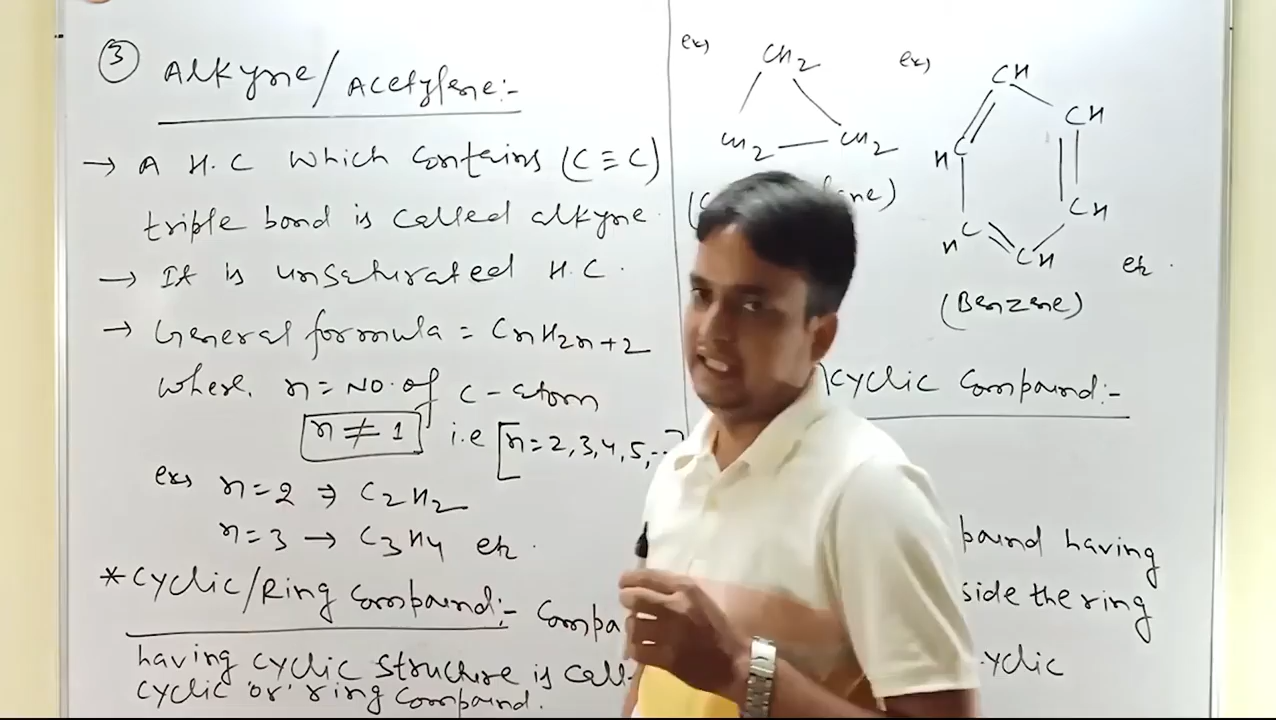 ③ Alkyne/Acetylene:-
→ A H.C which contains (C≡C)
triple bond is called alkyne.
→ It is unsaturated H.C.
→ General formula = CnH2n+2
where. n = No. of C-atom
n ≠ 1 i.e [n=2,3,4,5,--]
ex) n=2 ⇒ C2H2
n=3 → C3H4 etc.
*Cyclic/Ring Compound:- Compou
having cyclic structure is call-
cyclic 'or' ring compound.
ex)
CH2
CH2 CH2
ane)
ex)
CH
HC CH
HC CH
CH
etc.
(Benzene)
cyclic Compound:-
pound having
side the ring
cyclic